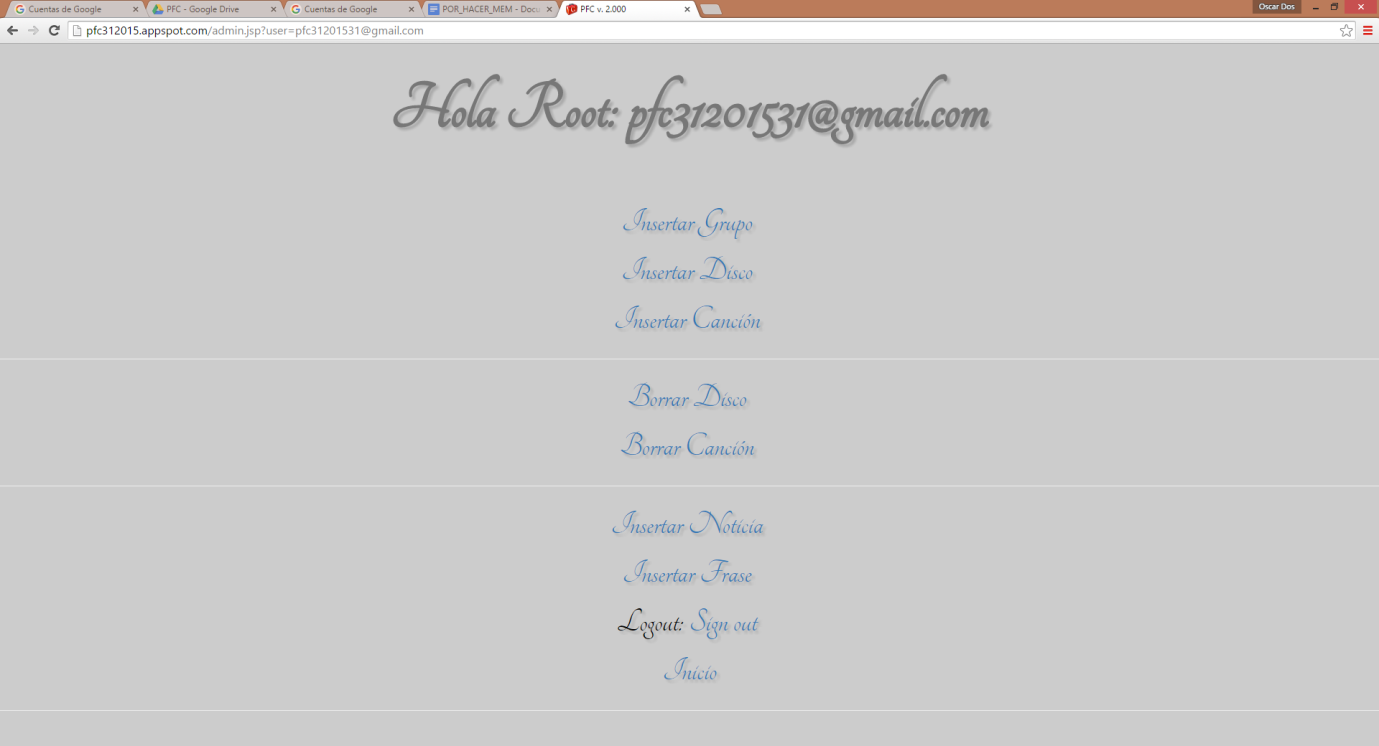 Cuentas de Google
PFC - Google Drive
Cuentas de Google
POR_HACER_MEM - Docu
PFC v. 2.000
Oscar Dos
pfc312015.appspot.com/admin.jsp?user=pfc31201531@gmail.com
Hola Root: pfc31201531@gmail.com
Insertar Grupo
Insertar Disco
Insertar Canción
Borrar Disco
Borrar Canción
Insertar Noticia
Insertar Frase
Logout: Sign out
Inicio